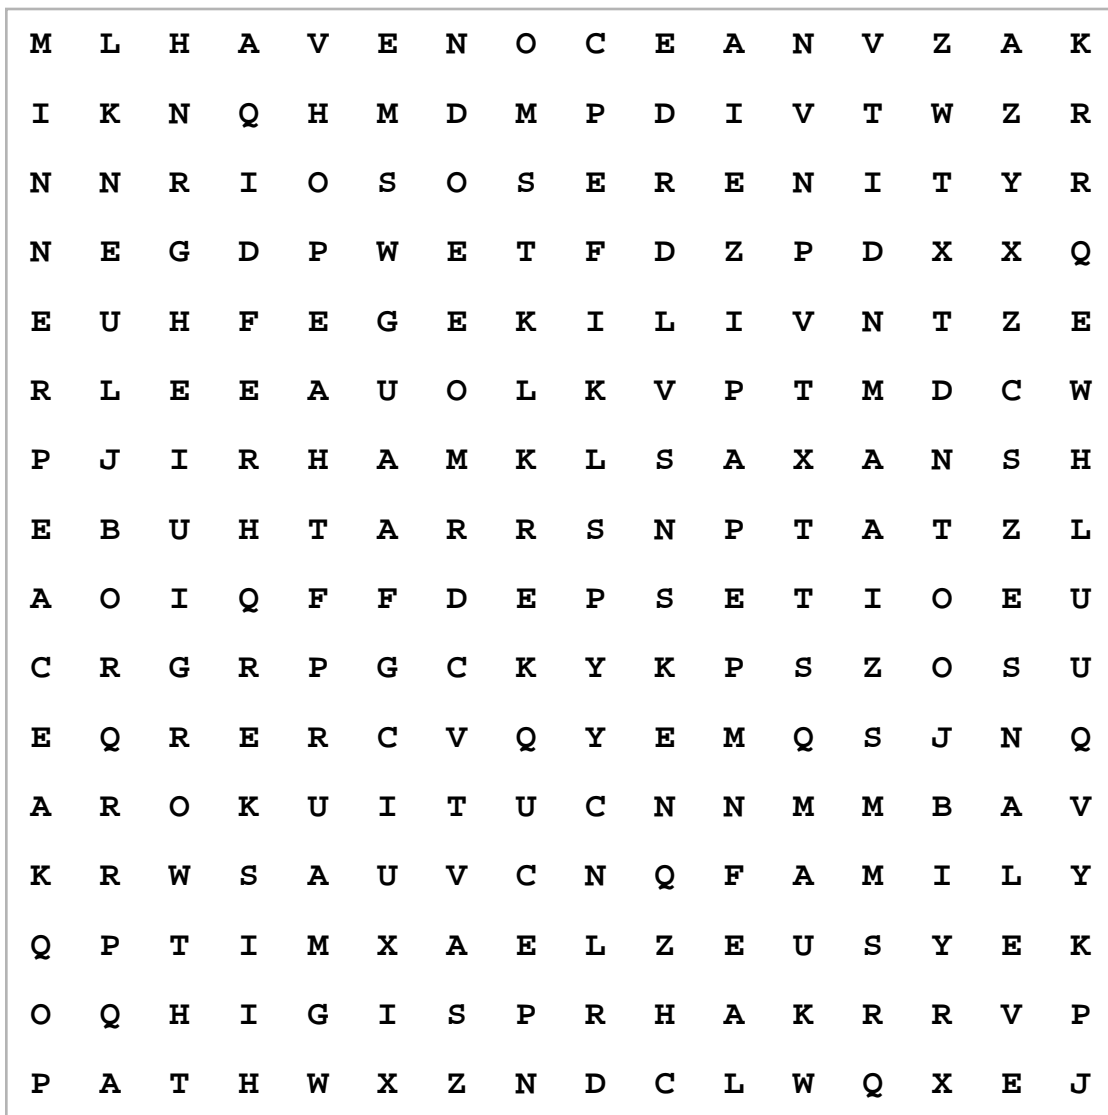 M L H A V E N O C E A N V Z A K
I K N Q H M D M P D I V T W Z R
N N R I O S O S E R E N I T Y R
N E G D P W E T F D Z P D X X Q
E U H F E G E K I L I V N T Z E
R L E E A U O L K V P T M D C W
P J I R H A M K L S A X A N S H
E B U H T A R R S N P T A T Z L
A O I Q F F D E P S E T I O E U
C R G R P G C K Y K P S Z O S U
E Q R E R C V Q Y E M Q S J N Q
A R O K U I T U C N N M M B A V
K R W S A U V C N Q F A M I L Y
Q P T I M X A E L Z E U S Y E K
O Q H I G I S P R H A K R R V P
P A T H W X Z N D C L W Q X E J